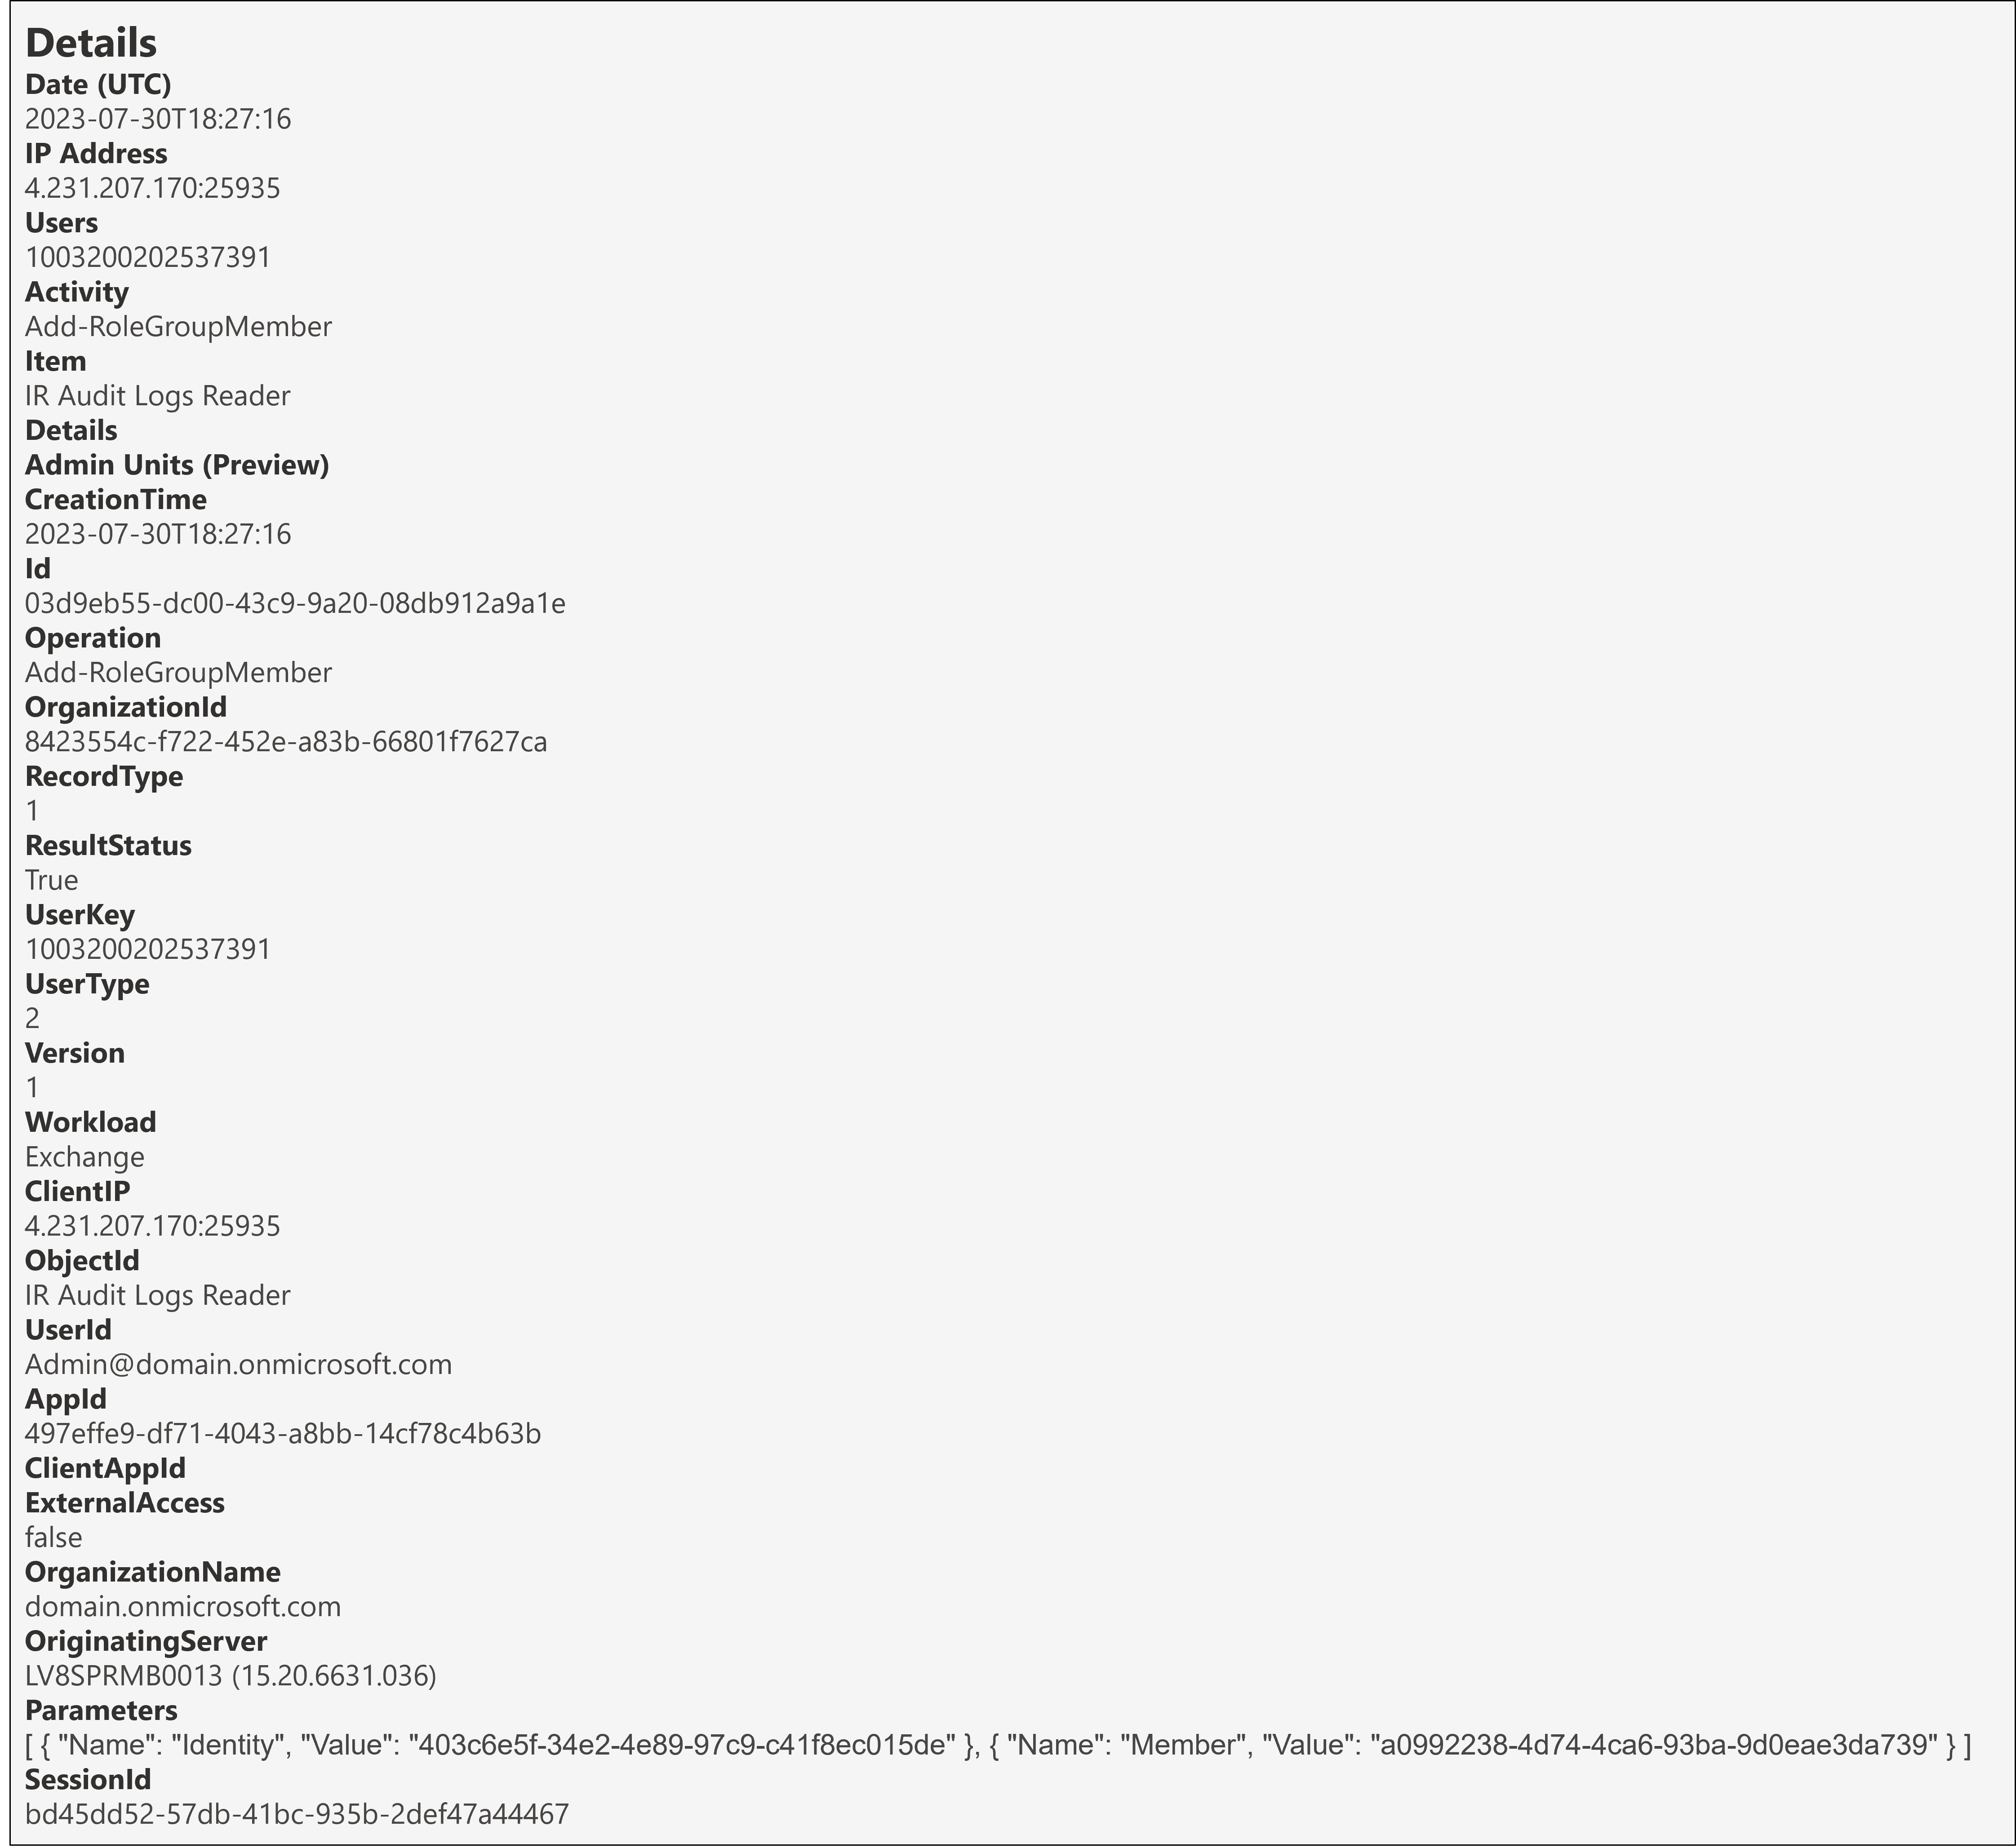 Details
Date (UTC)
2023-07-30T18:27:16
IP Address
4.231.207.170:25935
Users
1003200202537391
Activity
Add-RoleGroupMember
Item
IR Audit Logs Reader
Details
Admin Units (Preview)
CreationTime
2023-07-30T18:27:16
Id
03d9eb55-dc00-43c9-9a20-08db912a9a1e
Operation
Add-RoleGroupMember
OrganizationId
8423554c-f722-452e-a83b-66801f7627ca
RecordType
1
ResultStatus
True
UserKey
1003200202537391
UserType
2
Version
1
Workload
Exchange
ClientIP
4.231.207.170:25935
ObjectId
IR Audit Logs Reader
UserId
Admin@domain.onmicrosoft.com
AppId
497effe9-df71-4043-a8bb-14cf78c4b63b
ClientAppId
ExternalAccess
false
OrganizationName
domain.onmicrosoft.com
OriginatingServer
LV8SPRMB0013 (15.20.6631.036)
Parameters
[ { "Name": "Identity", "Value": "403c6e5f-34e2-4e89-97c9-c41f8ec015de" }, { "Name": "Member", "Value": "a0992238-4d74-4ca6-93ba-9d0eae3da739" } ]
SessionId
bd45dd52-57db-41bc-935b-2def47a44467